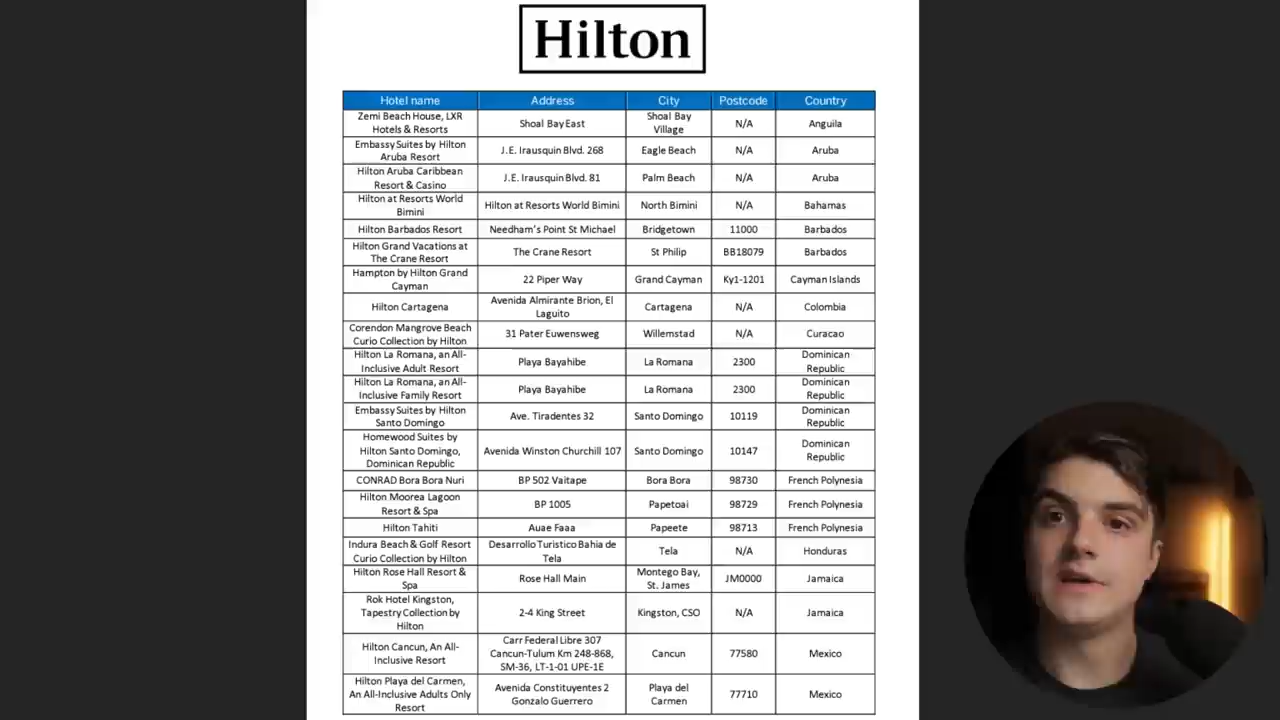 Hilton
Hotel name Address City Postcode Country
Zemi Beach House, LXR
Hotels & Resorts
Shoal Bay East
Shoal Bay
Village
N/A
Anguila
Embassy Suites by Hilton
Aruba Resort
J.E. Irausquin Blvd. 268
Eagle Beach
N/A
Aruba
Hilton Aruba Caribbean
Resort & Casino
J.E. Irausquin Blvd. 81
Palm Beach
N/A
Aruba
Hilton at Resorts World
Bimini
Hilton at Resorts World Bimini
North Bimini
N/A
Bahamas
Hilton Barbados Resort
Needham's Point St Michael
Bridgetown
11000
Barbados
Hilton Grand Vacations at
The Crane Resort
The Crane Resort
St Philip
BB18079
Barbados
Hampton by Hilton Grand
Cayman
22 Piper Way
Grand Cayman
Ky1-1201
Cayman Islands
Hilton Cartagena
Avenida Almirante Brion, El
Laguito
Cartagena
N/A
Colombia
Corendon Mangrove Beach
Curio Collection by Hilton
31 Pater Euwensweg
Willemstad
N/A
Curacao
Hilton La Romana, an All-
Inclusive Adult Resort
Playa Bayahibe
La Romana
2300
Dominican
Republic
Hilton La Romana, an All-
Inclusive Family Resort
Playa Bayahibe
La Romana
2300
Dominican
Republic
Embassy Suites by Hilton
Santo Domingo
Ave. Tiradentes 32
Santo Domingo
10119
Dominican
Republic
Homewood Suites by
Hilton Santo Domingo,
Dominican Republic
Avenida Winston Churchill 107
Santo Domingo
10147
Dominican
Republic
CONRAD Bora Bora Nuri
BP 502 Vaitape
Bora Bora
98730
French Polynesia
Hilton Moorea Lagoon
Resort & Spa
BP 1005
Papetoai
98729
French Polynesia
Hilton Tahiti
Auae Faaa
Papeete
98713
French Polynesia
Indura Beach & Golf Resort
Curio Collection by Hilton
Desarrollo Turistico Bahia de
Tela
Tela
N/A
Honduras
Hilton Rose Hall Resort &
Spa
Rose Hall Main
Montego Bay,
St. James
JM0000
Jamaica
Rok Hotel Kingston,
Tapestry Collection by
Hilton
2-4 King Street
Kingston, CSO
N/A
Jamaica
Hilton Cancun, An All-
Inclusive Resort
Carr Federal Libre 307
Cancun-Tulum Km 248-868,
SM-36, LT-1-01 UPE-1E
Cancun
77580
Mexico
Hilton Playa del Carmen,
An All-Inclusive Adults Only
Resort
Avenida Constituyentes 2
Gonzalo Guerrero
Playa del
Carmen
77710
Mexico